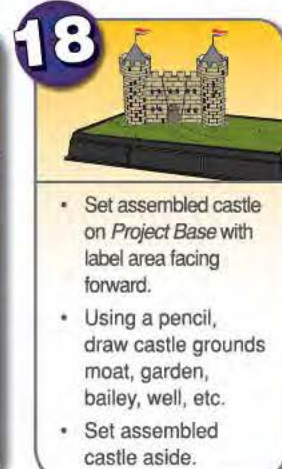 18
• Set assembled castle
on Project Base with
label area facing
forward.
• Using a pencil,
draw castle grounds
moat, garden,
bailey, well, etc.
• Set assembled
castle aside.